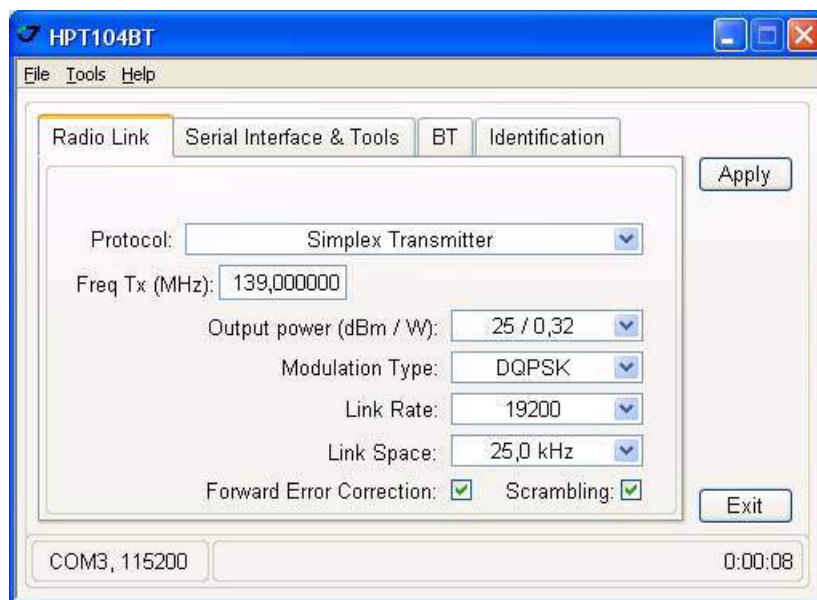 HPT104BT
File Tools Help
Radio Link Serial Interface & Tools BT Identification
Apply
Protocol: Simplex Transmitter
Freq Tx (MHz): 139,000000
Output power (dBm / W): 25 / 0,32
Modulation Type: DQPSK
Link Rate: 19200
Link Space: 25,0 kHz
Forward Error Correction: Scrambling:
Exit
COM3, 115200 0:00:08